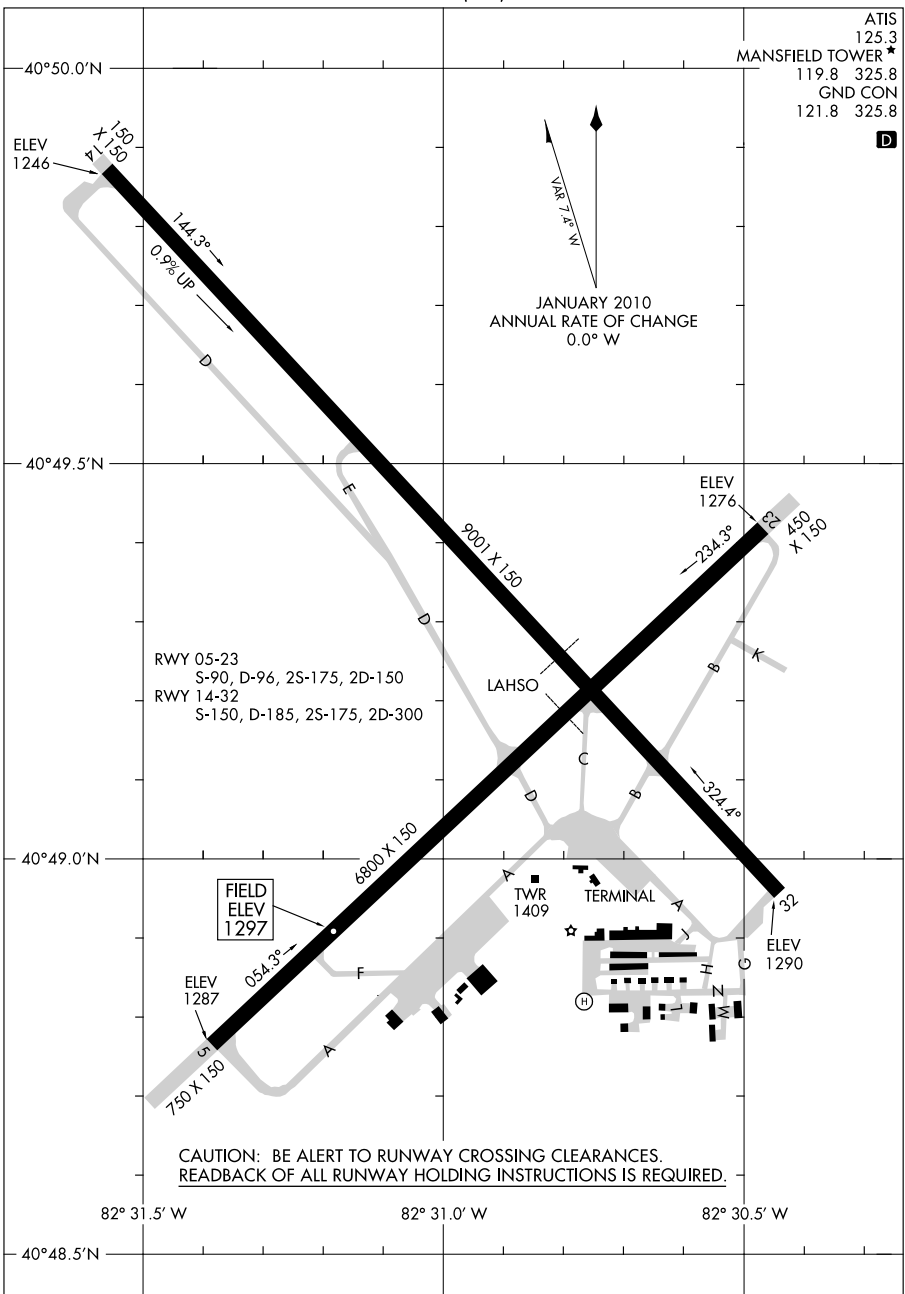 ATIS
125.3
MANSFIELD TOWER★
119.8 325.8
GND CON
121.8 325.8
D
40°50.0'N
150
X 150
14
ELEV
1246
144.3°
0.9% UP
VAR 7.4° W
JANUARY 2010
ANNUAL RATE OF CHANGE
0.0° W
D
40°49.5'N
E
ELEV
1276
23
450
X 150
234.3°
9001 X 150
D
RWY 05-23
S-90, D-96, 2S-175, 2D-150
RWY 14-32
S-150, D-185, 2S-175, 2D-300
LAHSO
K
B
C
D
B
324.4°
40°49.0'N
6800 X 150
A
TWR
1409
TERMINAL
A
32
FIELD
ELEV
1297
J
ELEV
1290
054.3°
F
H
G
ELEV
1287
H
N
L
M
5
A
750 X 150
CAUTION: BE ALERT TO RUNWAY CROSSING CLEARANCES.
READBACK OF ALL RUNWAY HOLDING INSTRUCTIONS IS REQUIRED.
82° 31.5' W
82° 31.0' W
82° 30.5' W
40°48.5'N